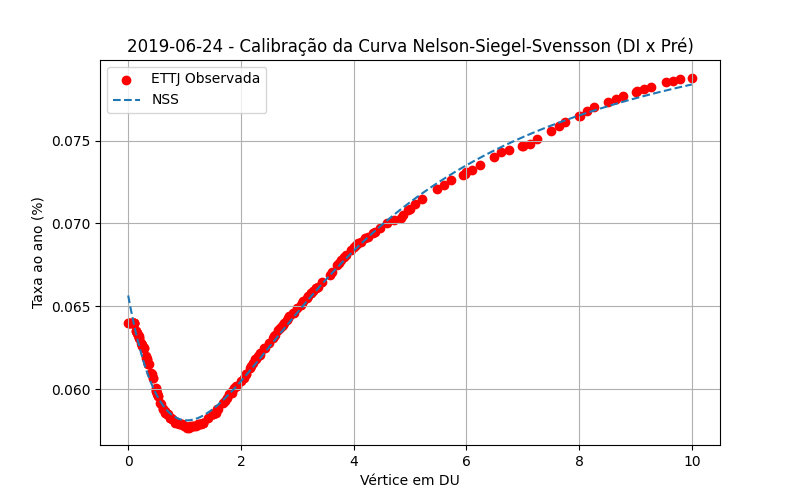 2019-06-24 - Calibração da Curva Nelson-Siegel-Svensson (DI x Pré)
ETTJ Observada
NSS
Taxa ao ano (%)
0.075
0.070
0.065
0.060
0
2
4
6
8
10
Vértice em DU